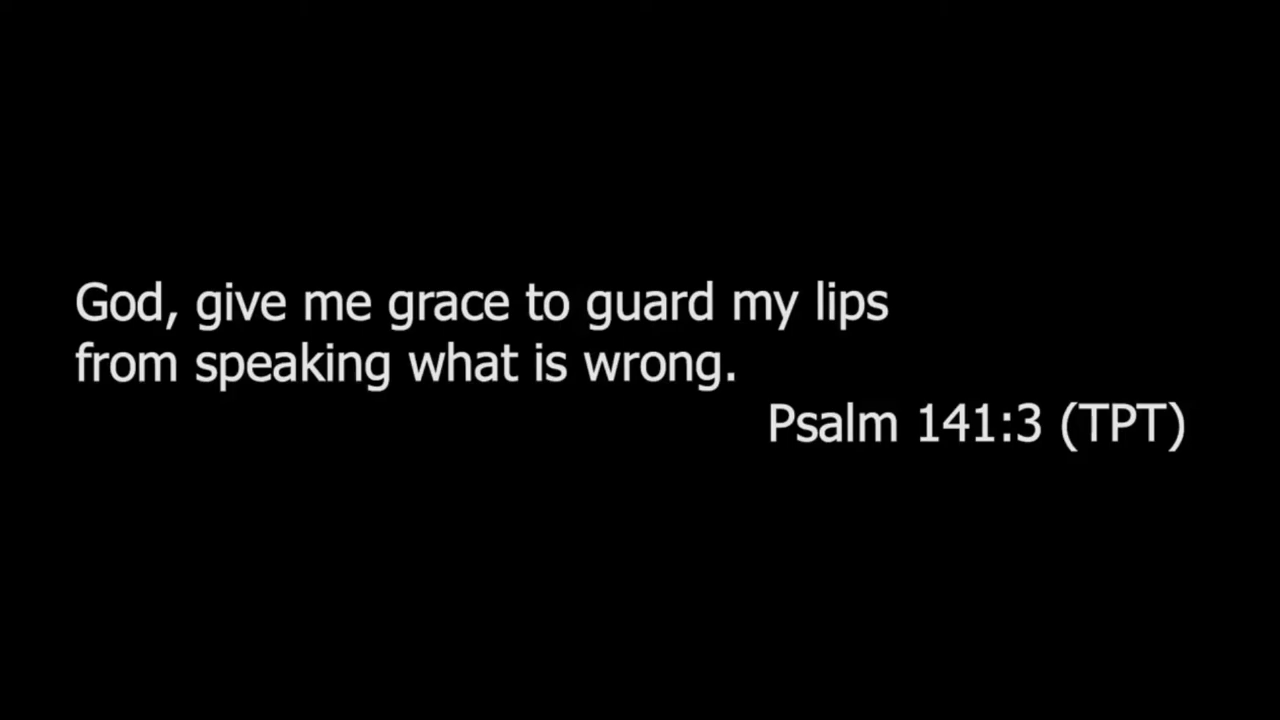 God, give me grace to guard my lips
from speaking what is wrong.
Psalm 141:3 (TPT)